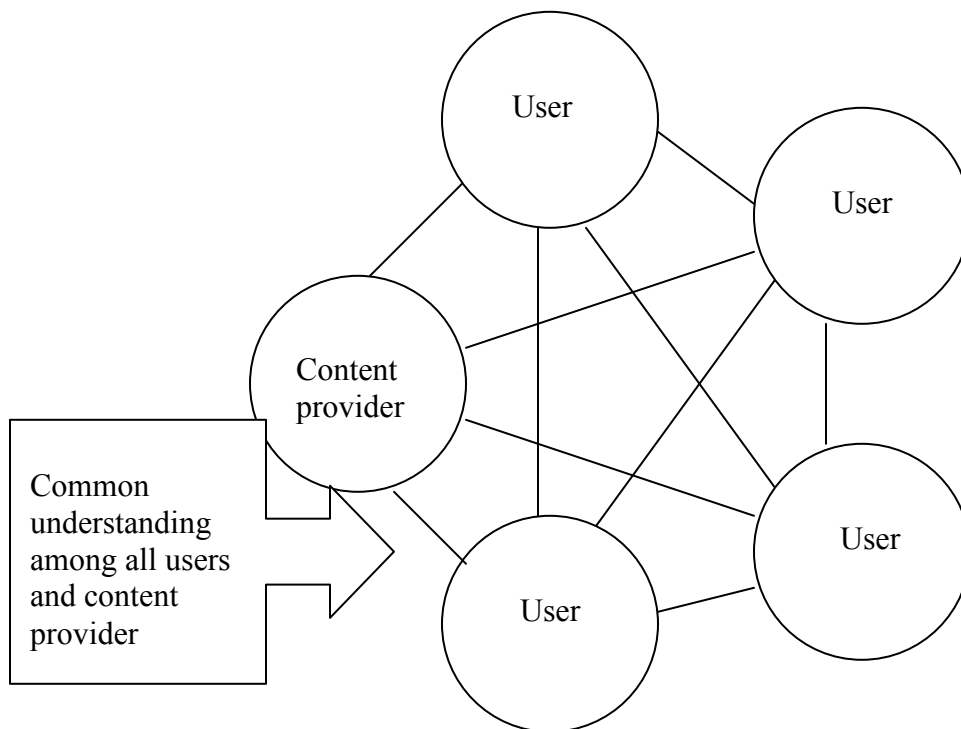 User
User
Content
provider
Common
understanding
among all users
and content
provider
User
User